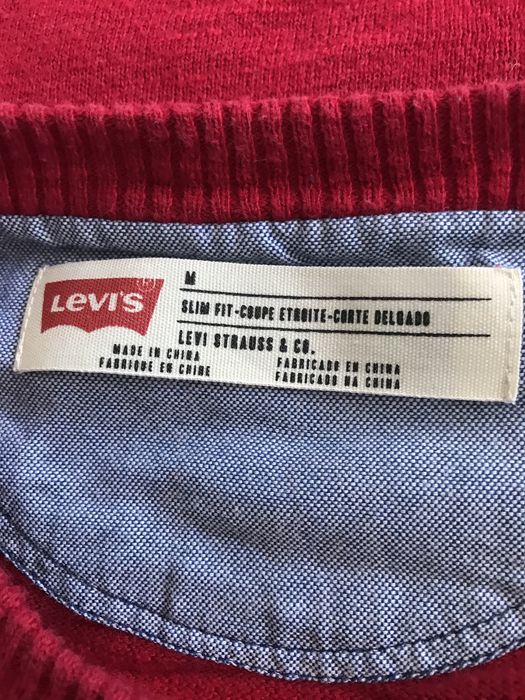 LEVI'S
M
SLIM FIT-COUPE ETROITE-CORTE DELGADO
LEVI STRAUSS & CO.
MADE IN CHINA FABRICADO EN CHINA
FABRIQUE EN CHINE FABRICADO NA CHINA